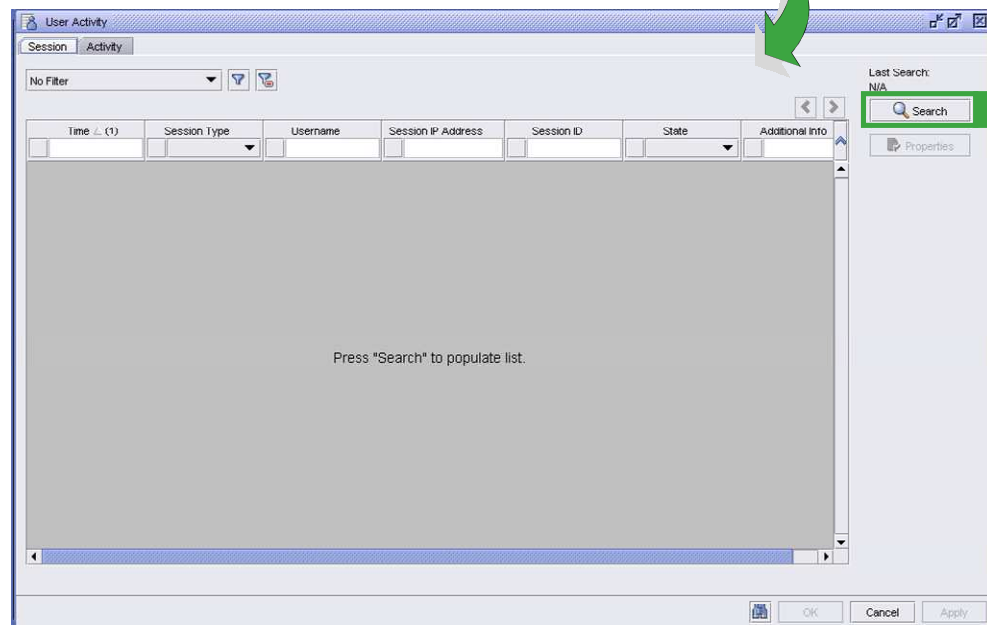 User Activity
Session Activity
No Filter
Last Search:
N/A
Search
Properties
Time (1) Session Type Username Session IP Address Session ID State Additional Info
Press "Search" to populate list.
OK Cancel Apply